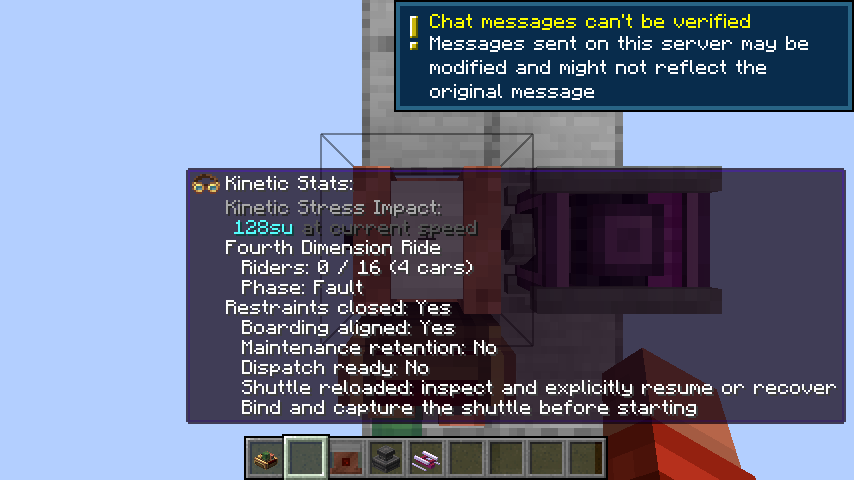 Chat messages can't be verified
Messages sent on this server may be
modified and might not reflect the
original message
Kinetic Stats:
Kinetic Stress Impact:
128su at current speed
Fourth Dimension Ride
Riders: 0 / 16 (4 cars)
Phase: Fault
Restraints closed: Yes
Boarding aligned: Yes
Maintenance retention: No
Dispatch ready: No
Shuttle reloaded: inspect and explicitly resume or recover
Bind and capture the shuttle before starting